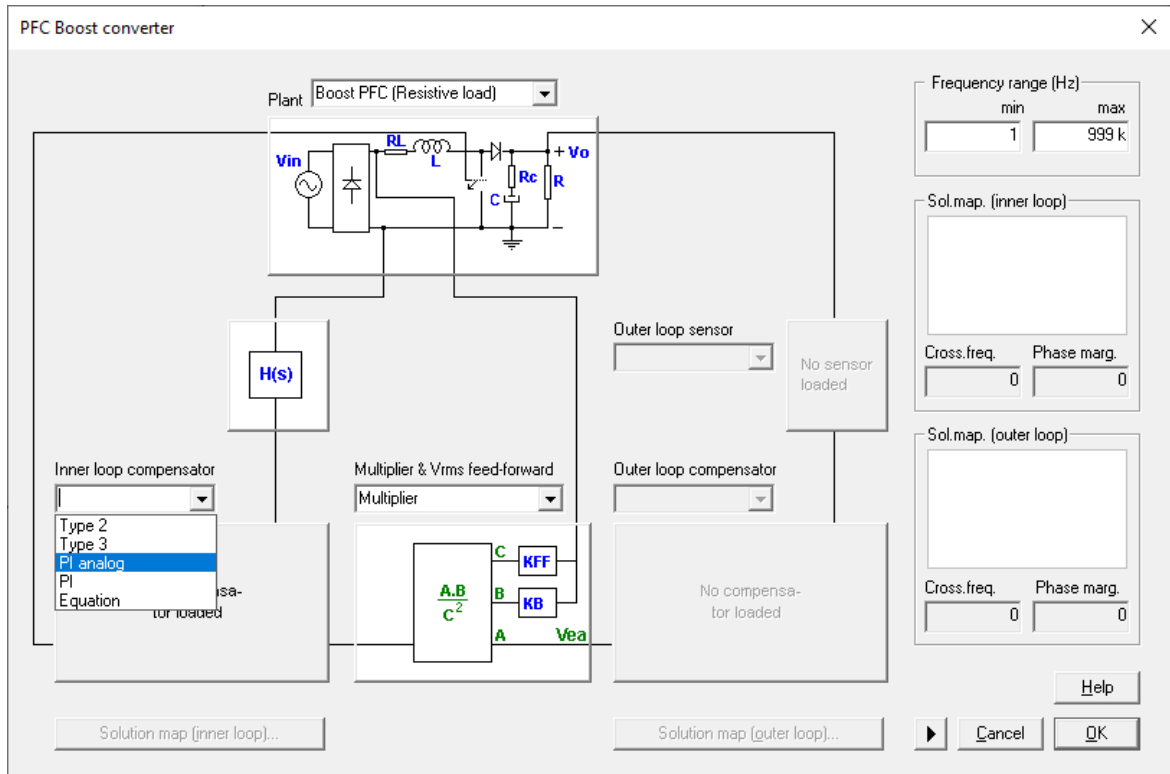 PFC Boost converter
Plant
Boost PFC (Resistive load)
Vin
RL
L
+ Vo
Rc
R
C
–
H(s)
Outer loop sensor
No sensor
loaded
Inner loop compensator
Type 2
Type 3
PI analog
PI
Equation
sa-
tor loaded
Multiplier & Vrms feed-forward
Multiplier
A.B
C²
C
KFF
B
KB
A
Vea
Outer loop compensator
No compensa-
tor loaded
Solution map (inner loop)...
Solution map (outer loop)...
Frequency range (Hz)
min
max
1
999 k
Sol.map. (inner loop)
Cross.freq.
Phase marg.
0
0
Sol.map. (outer loop)
Cross.freq.
Phase marg.
0
0
Help
Cancel
OK